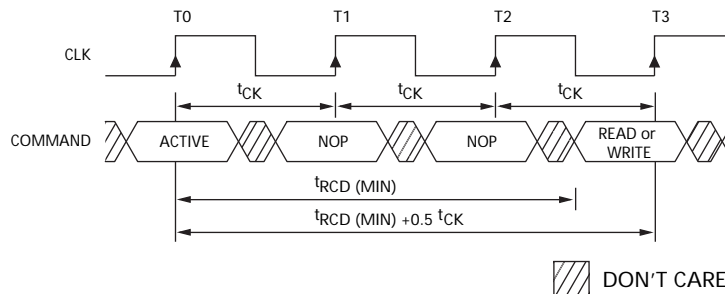 T0 T1 T2 T3
CLK
tCK tCK tCK
COMMAND ACTIVE NOP NOP READ or
WRITE
tRCD (MIN)
tRCD (MIN) +0.5 tCK
DON'T CARE